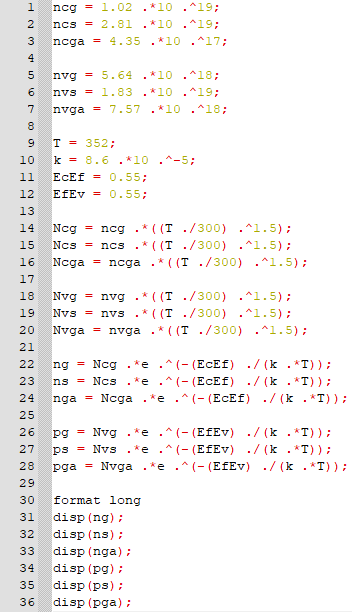 1 ncg = 1.02 .*10 .^19;
2 ncs = 2.81 .*10 .^19;
3 ncga = 4.35 .*10 .^17;
4
5 nvg = 5.64 .*10 .^18;
6 nvs = 1.83 .*10 .^19;
7 nvga = 7.57 .*10 .^18;
8
9 T = 352;
10 k = 8.6 .*10 .^-5;
11 EcEf = 0.55;
12 EfEv = 0.55;
13
14 Ncg = ncg .*((T ./300) .^1.5);
15 Ncs = ncs .*((T ./300) .^1.5);
16 Ncga = ncga .*((T ./300) .^1.5);
17
18 Nvg = nvg .*((T ./300) .^1.5);
19 Nvs = nvs .*((T ./300) .^1.5);
20 Nvga = nvga .*((T ./300) .^1.5);
21
22 ng = Ncg .*e .^(-(EcEf) ./(k .*T));
23 ns = Ncs .*e .^(-(EcEf) ./(k .*T));
24 nga = Ncga .*e .^(-(EcEf) ./(k .*T));
25
26 pg = Nvg .*e .^(-(EfEv) ./(k .*T));
27 ps = Nvs .*e .^(-(EfEv) ./(k .*T));
28 pga = Nvga .*e .^(-(EfEv) ./(k .*T));
29
30 format long
31 disp(ng);
32 disp(ns);
33 disp(nga);
34 disp(pg);
35 disp(ps);
36 disp(pga);